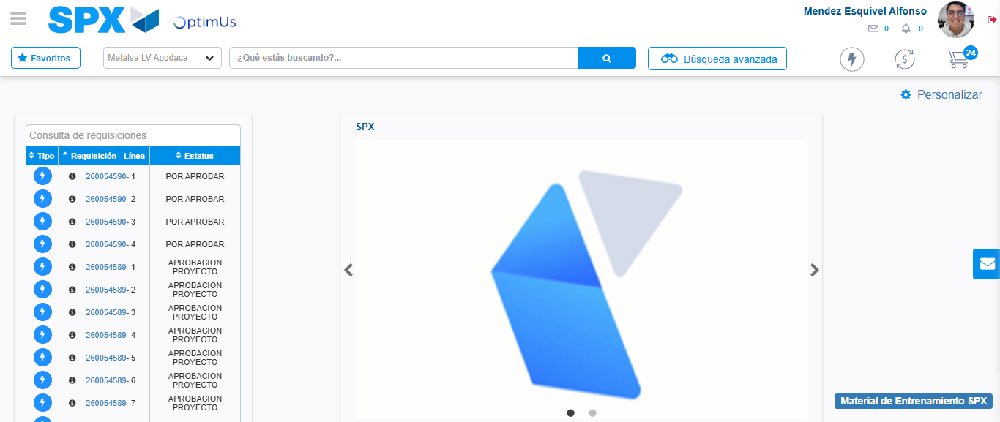 SPX OptimUs
Mendez Esquivel Alfonso
0 0
Favoritos
Metalsa LV Apodaca
¿Qué estás buscando?...
Búsqueda avanzada
$
24
Personalizar
Consulta de requisiciones
Tipo Requisición - Línea Estatus
260054590- 1 POR APROBAR
260054590- 2 POR APROBAR
260054590- 3 POR APROBAR
260054590- 4 POR APROBAR
260054589- 1 APROBACION
PROYECTO
260054589- 2 APROBACION
PROYECTO
260054589- 3 APROBACION
PROYECTO
260054589- 4 APROBACION
PROYECTO
260054589- 5 APROBACION
PROYECTO
260054589- 6 APROBACION
PROYECTO
260054589- 7 APROBACION
PROYECTO
SPX
Material de Entrenamiento SPX